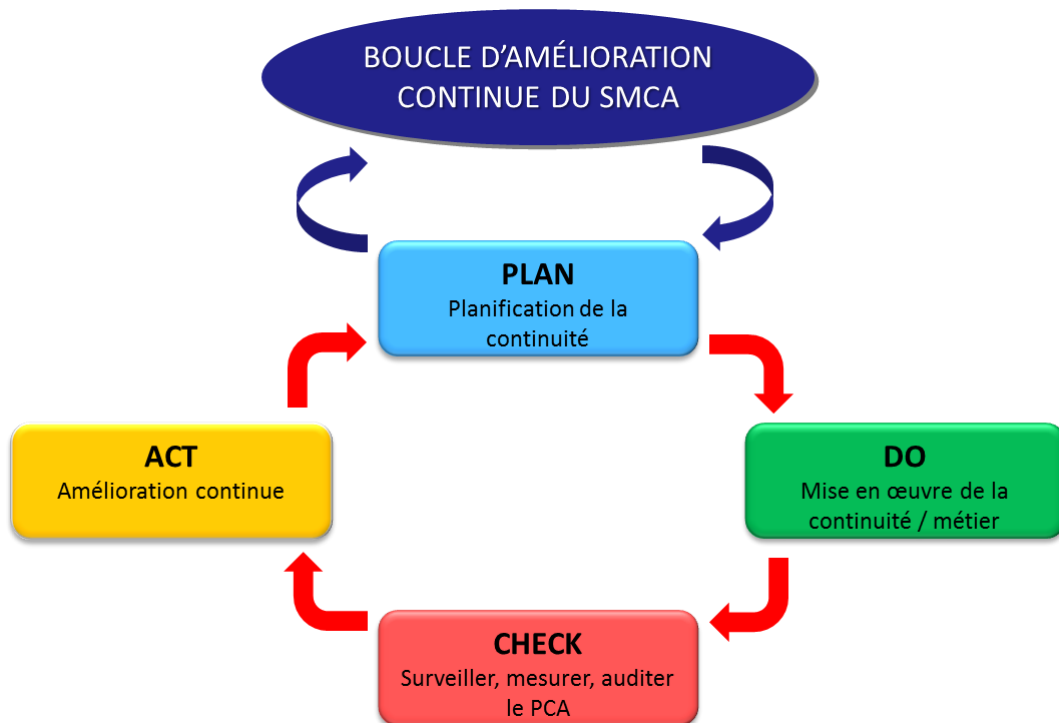 BOUCLE D’AMÉLIORATION
CONTINUE DU SMCA
PLAN
Planification de la
continuité
ACT
Amélioration continue
DO
Mise en œuvre de la
continuité / métier
CHECK
Surveiller, mesurer, auditer
le PCA